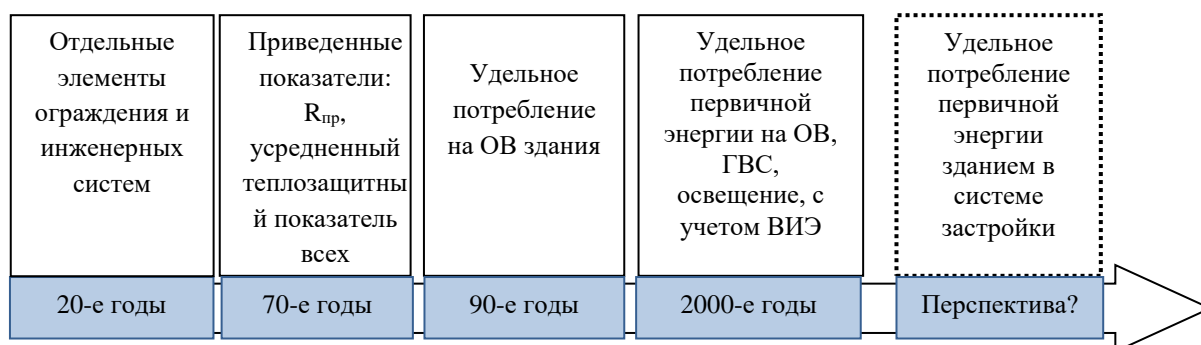 Отдельные
элементы
ограждения и
инженерных
систем
Приведенные
показатели:
Rпр,
усредненный
теплозащитны
й показатель
всех
Удельное
потребление
на ОВ здания
Удельное
потребление
первичной
энергии на ОВ,
ГВС,
освещение, с
учетом ВИЭ
Удельное
потребление
первичной
энергии
зданием в
системе
застройки
20-е годы
70-е годы
90-е годы
2000-е годы
Перспектива?